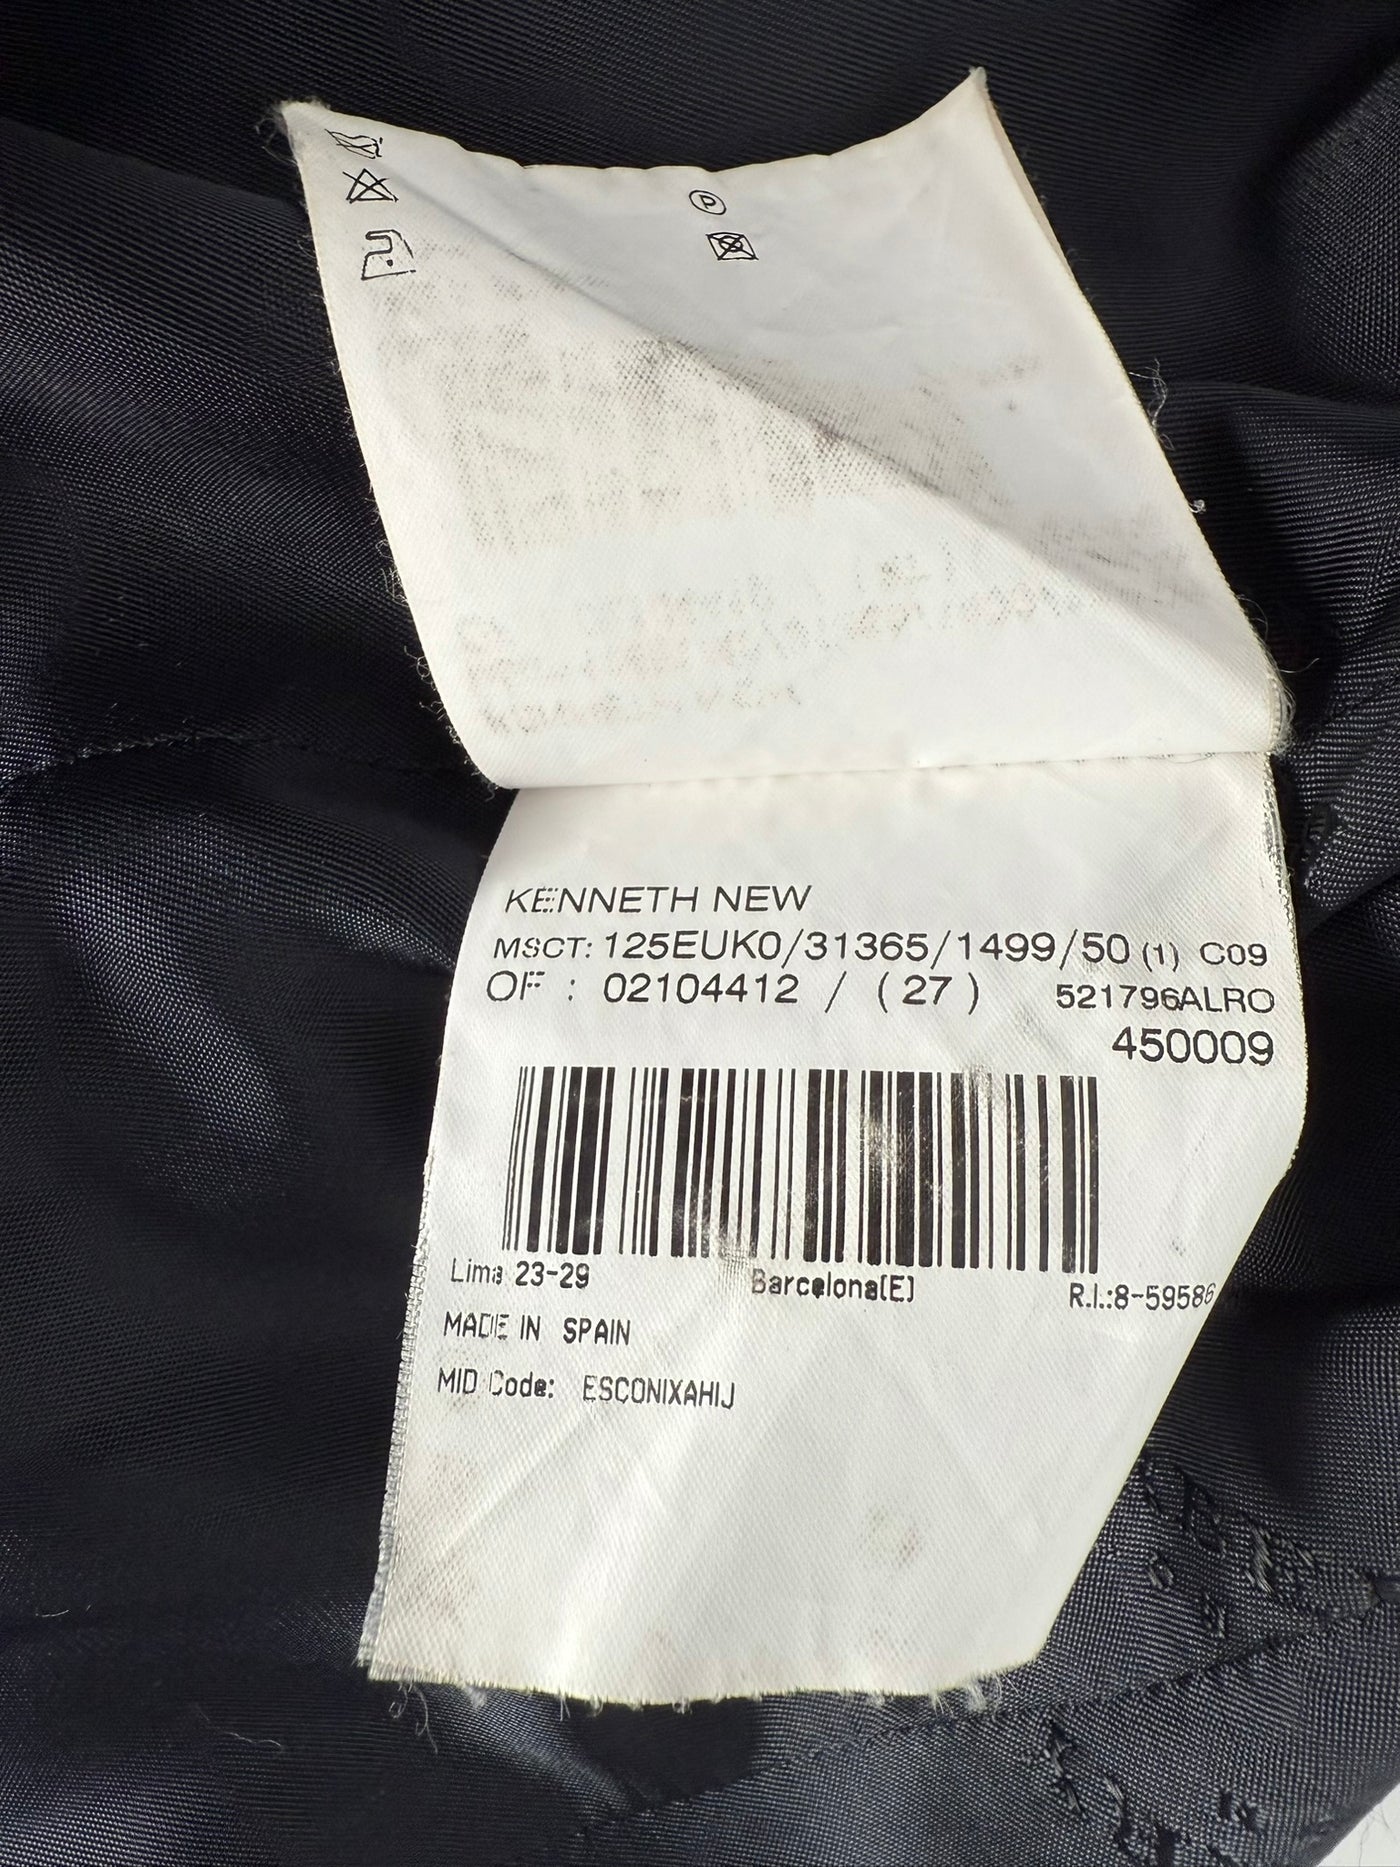 P
KENNETH NEW
MSCT: 125EUK0/31365/1499/50 (1) C09
OF : 02104412 / (27) 521796ALRO
450009
Lima 23-29 Barcelona(E) R.I.:8-59586
MADE IN SPAIN
MID Code: ESCONIXAHIJ